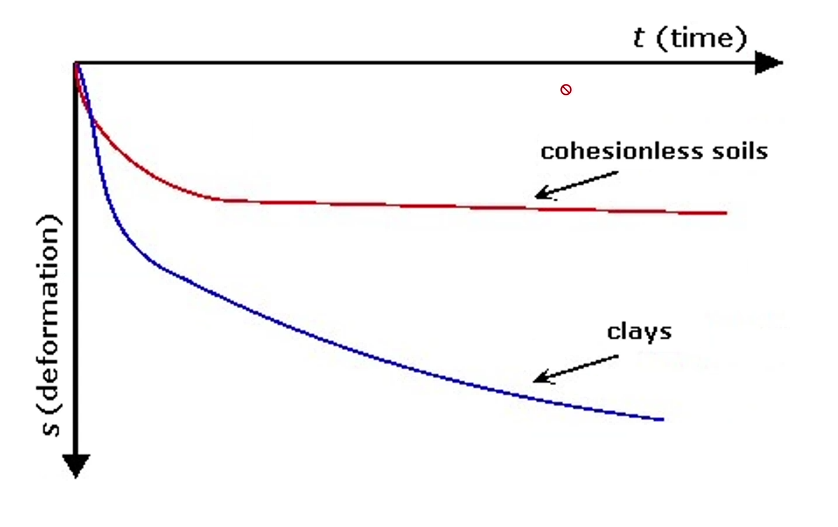 t (time)
cohesionless soils
clays
s (deformation)